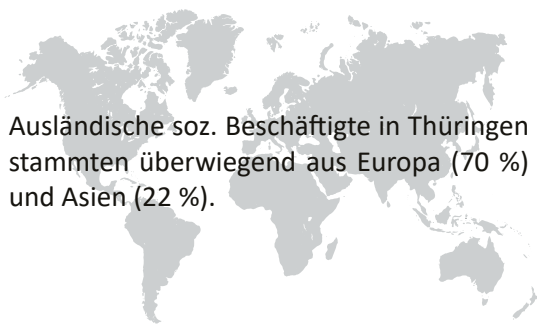 Ausländische soz. Beschäftigte in Thüringen
stammten überwiegend aus Europa (70 %)
und Asien (22 %).